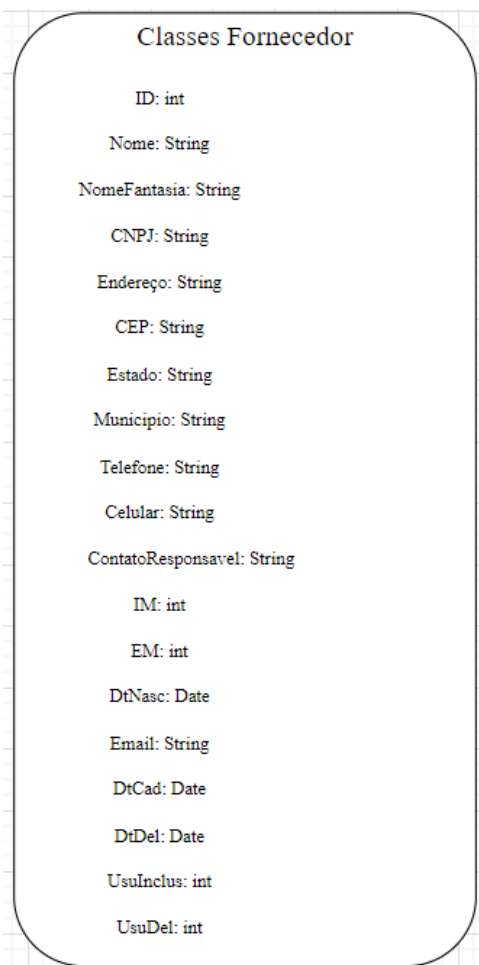 Classes Fornecedor
ID: int
Nome: String
NomeFantasia: String
CNPJ: String
Endereço: String
CEP: String
Estado: String
Municipio: String
Telefone: String
Celular: String
ContatoResponsavel: String
IM: int
EM: int
DtNasc: Date
Email: String
DtCad: Date
DtDel: Date
UsuInclus: int
UsuDel: int